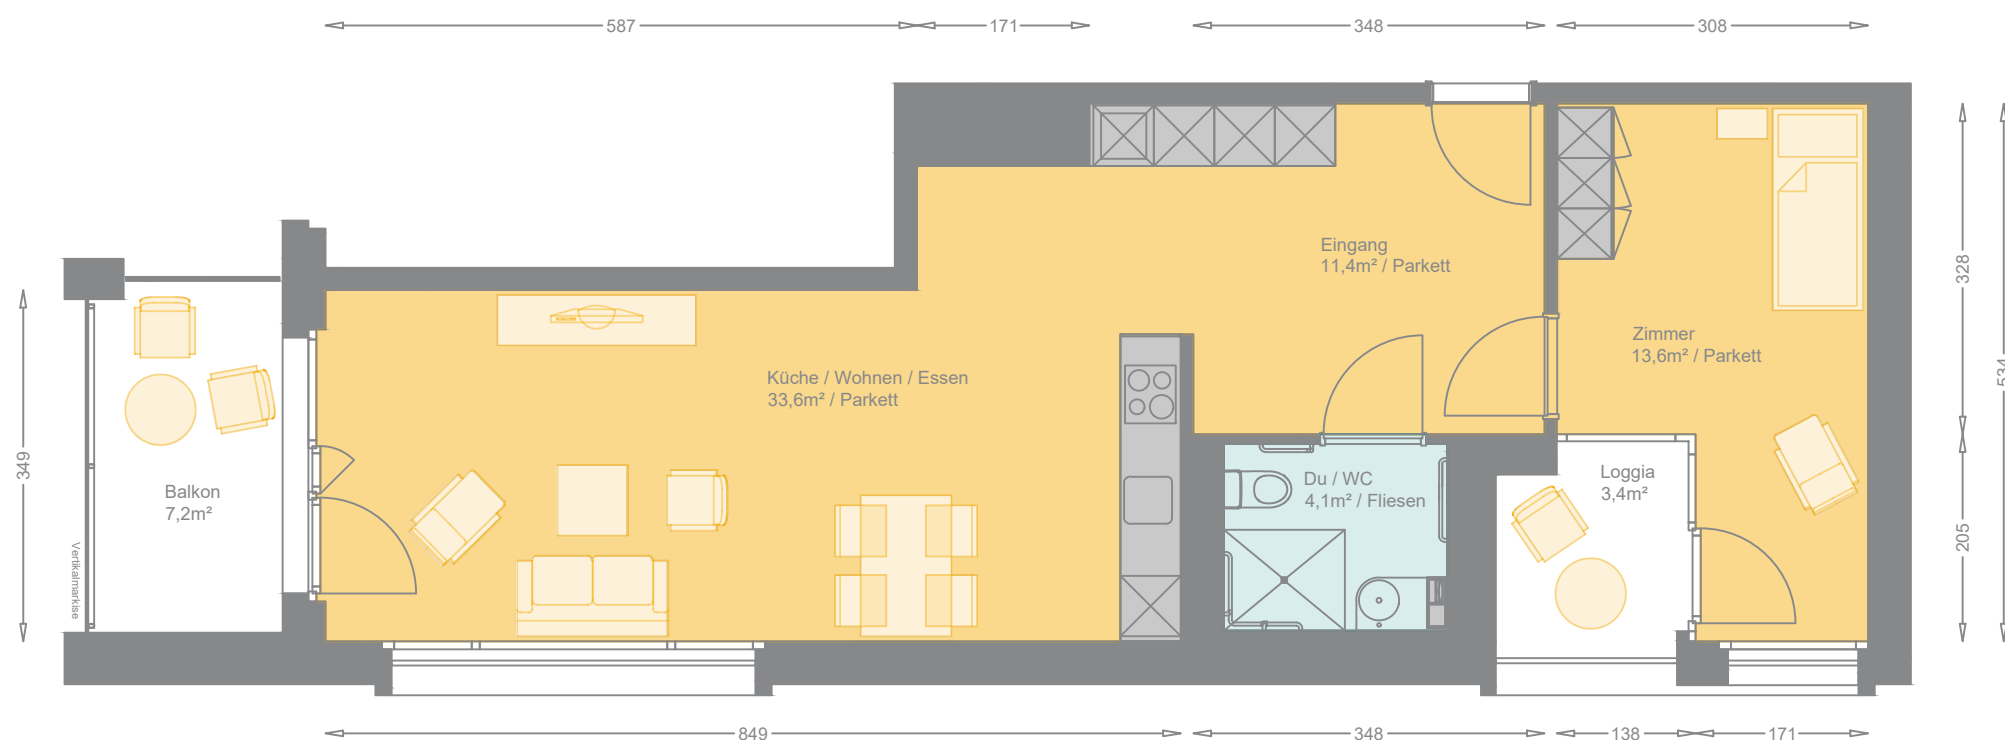 587
171
348
308
Eingang
11,4m² / Parkett
328
534
Zimmer
13,6m² / Parkett
Küche / Wohnen / Essen
33,6m² / Parkett
349
Balkon
7,2m²
Du / WC
4,1m² / Fliesen
Loggia
3,4m²
205
Vertikalmarkise
849
348
138
171